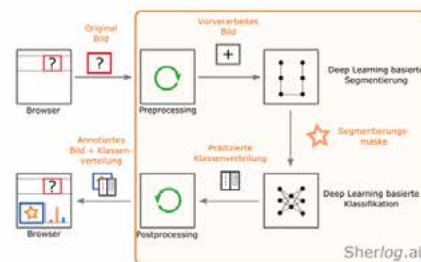 Original
Bild
?
?
Browser
Preprocessing
Vorverarbeitetes
Bild
+
Deep Learning basierte
Segmentierung
Segmentierungs-
maske
Deep Learning basierte
Klassifikation
Prädizierte
Klassenverteilung
Postprocessing
Annotiertes
Bild + Klassen-
verteilung
?
Browser
Sherlog.ai